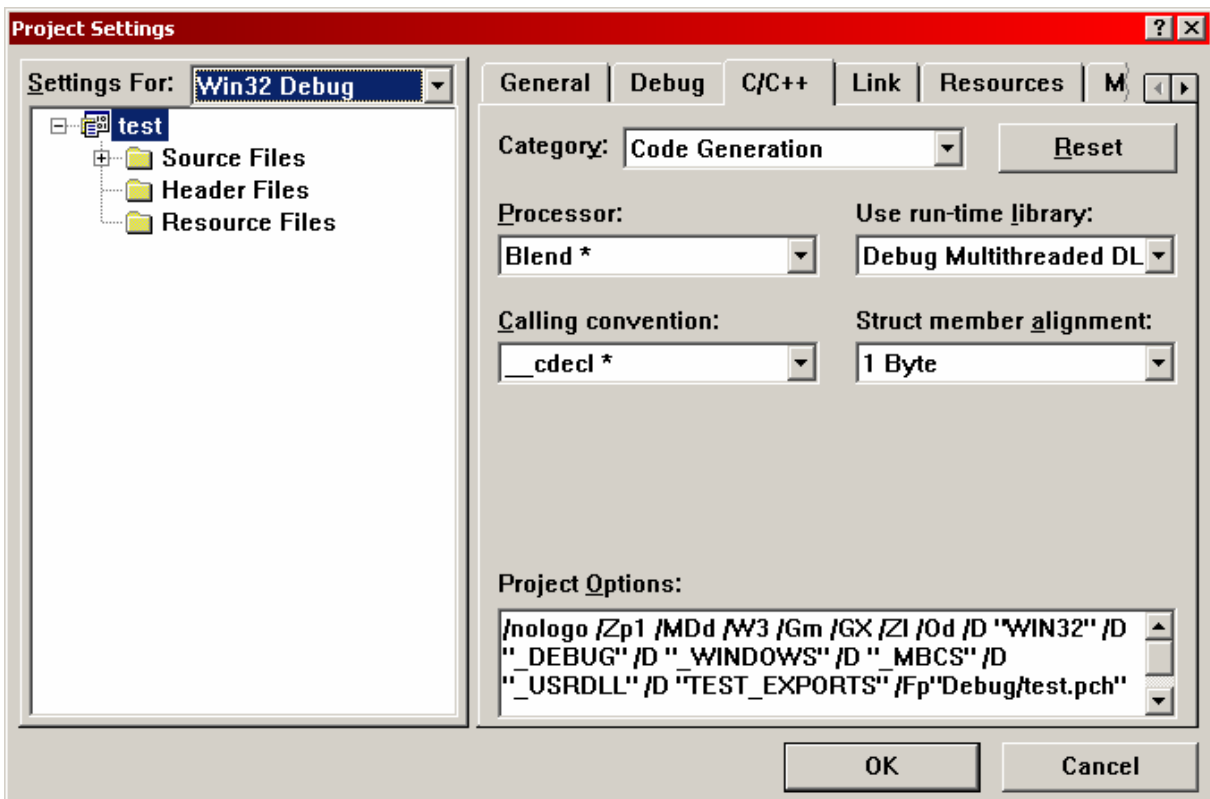 Project Settings
Settings For: Win32 Debug
test
Source Files
Header Files
Resource Files
General Debug C/C++ Link Resources M
Category: Code Generation Reset
Processor: Use run-time library:
Blend * Debug Multithreaded DL
Calling convention: Struct member alignment:
__cdecl * 1 Byte
Project Options:
/nologo /Zp1 /MDd /W3 /Gm /GX /ZI /Od /D "WIN32" /D
"_DEBUG" /D "_WINDOWS" /D "_MBCS" /D
"_USRDLL" /D "TEST_EXPORTS" /Fp"Debug/test.pch"
OK Cancel